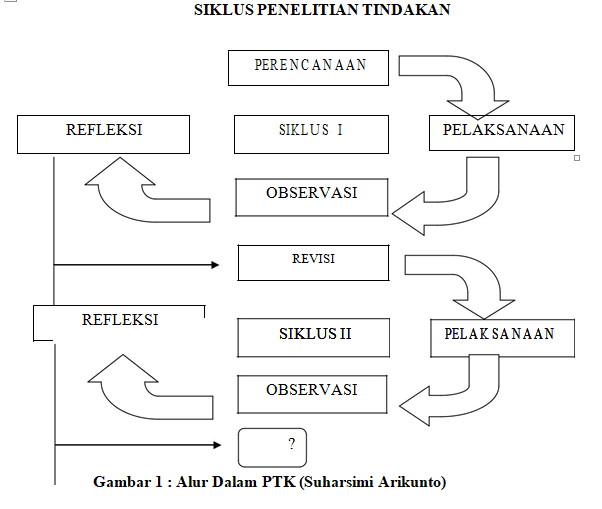 SIKLUS PENELITIAN TINDAKAN
PERENCANAAN
REFLEKSI
SIKLUS I
PELAKSANAAN
OBSERVASI
REVISI
REFLEKSI
SIKLUS II
PELAKSANAAN
OBSERVASI
?
Gambar 1 : Alur Dalam PTK (Suharsimi Arikunto)